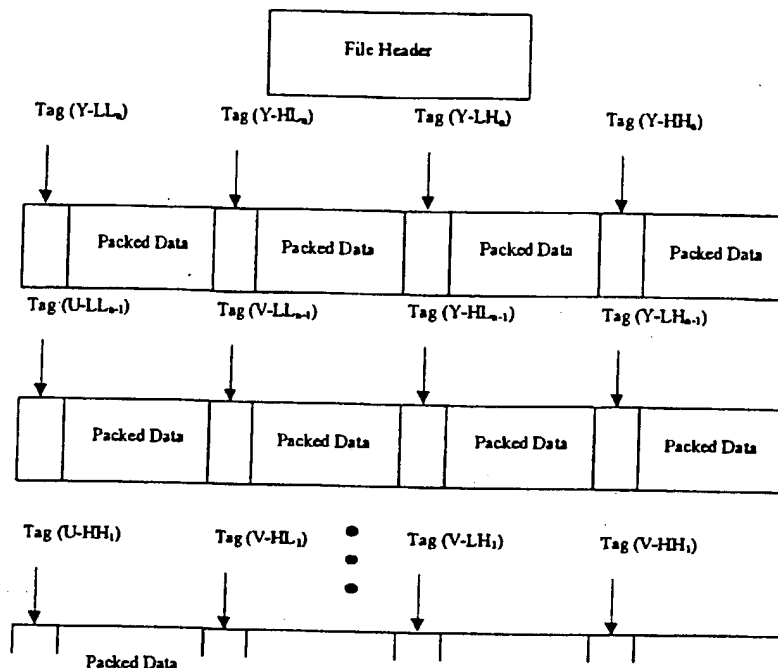 File Header
Tag (Y-LLₙ) Tag (Y-HLₙ) Tag (Y-LHₙ) Tag (Y-HHₙ)
Packed Data Packed Data Packed Data Packed Data
Tag (U-LLₙ₋₁) Tag (V-LLₙ₋₁) Tag (Y-HLₙ₋₁) Tag (Y-LHₙ₋₁)
Packed Data Packed Data Packed Data Packed Data
Tag (U-HH₁) Tag (V-HL₁) Tag (V-LH₁) Tag (V-HH₁)
Packed Data